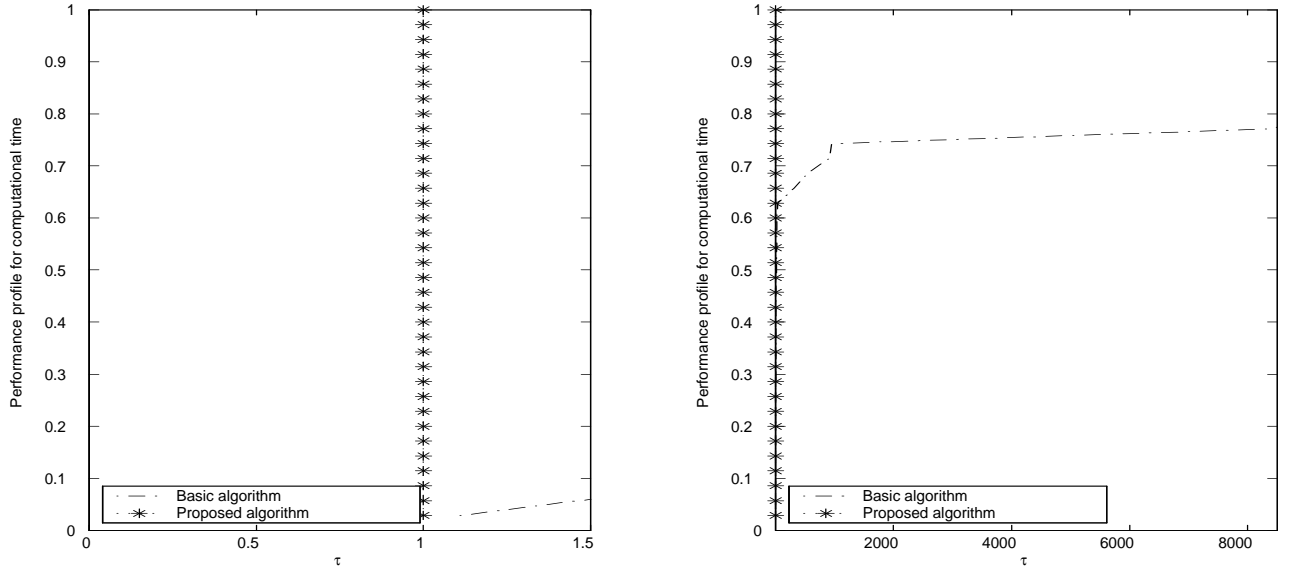 Performance profile for computational time
1
0.9
0.8
0.7
0.6
0.5
0.4
0.3
0.2
0.1
0
Basic algorithm
Proposed algorithm
0 0.5 1 1.5
τ
Performance profile for computational time
1
0.9
0.8
0.7
0.6
0.5
0.4
0.3
0.2
0.1
0
Basic algorithm
Proposed algorithm
2000 4000 6000 8000
τ